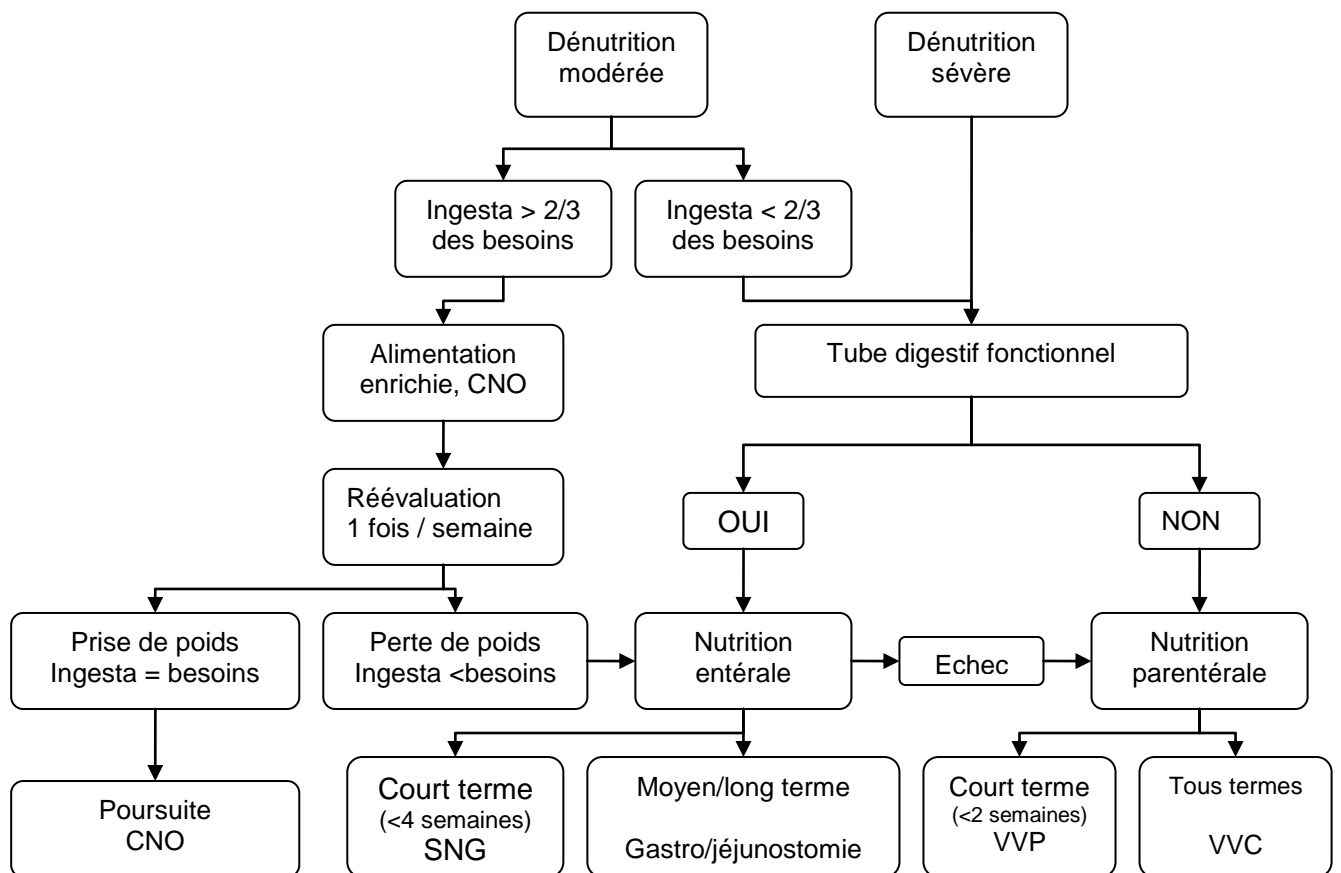 Dénutrition
modérée
Dénutrition
sévère
Ingesta > 2/3
des besoins
Ingesta < 2/3
des besoins
Alimentation
enrichie, CNO
Tube digestif fonctionnel
Réévaluation
1 fois / semaine
OUI
NON
Prise de poids
Ingesta = besoins
Perte de poids
Ingesta <besoins
Nutrition
entérale
Echec
Nutrition
parentérale
Poursuite
CNO
Court terme
(<4 semaines)
SNG
Moyen/long terme
Gastro/jéjunostomie
Court terme
(<2 semaines)
VVP
Tous termes
VVC